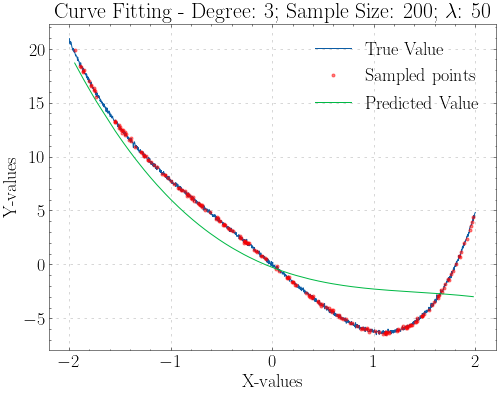 Curve Fitting - Degree: 3; Sample Size: 200; λ: 50
True Value
Sampled points
Predicted Value
Y-values
20
15
10
5
0
−5
−2
−1
0
1
2
X-values